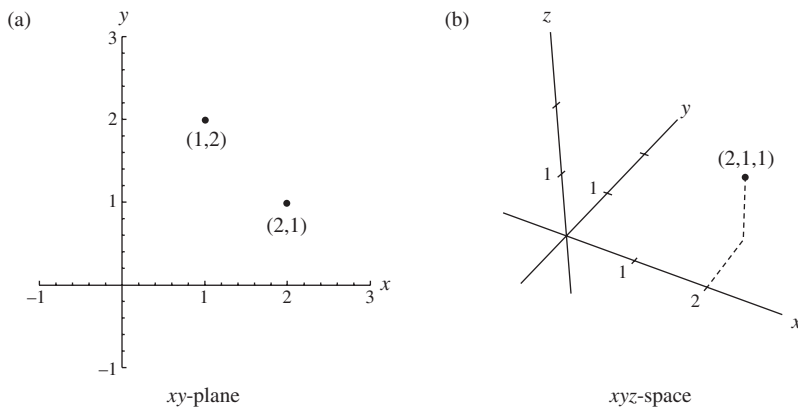 (a)
y
3
2
(1,2)
1
(2,1)
x
–1
1
2
3
–1
xy-plane
(b)
z
y
(2,1,1)
1
1
1
2
x
xyz-space